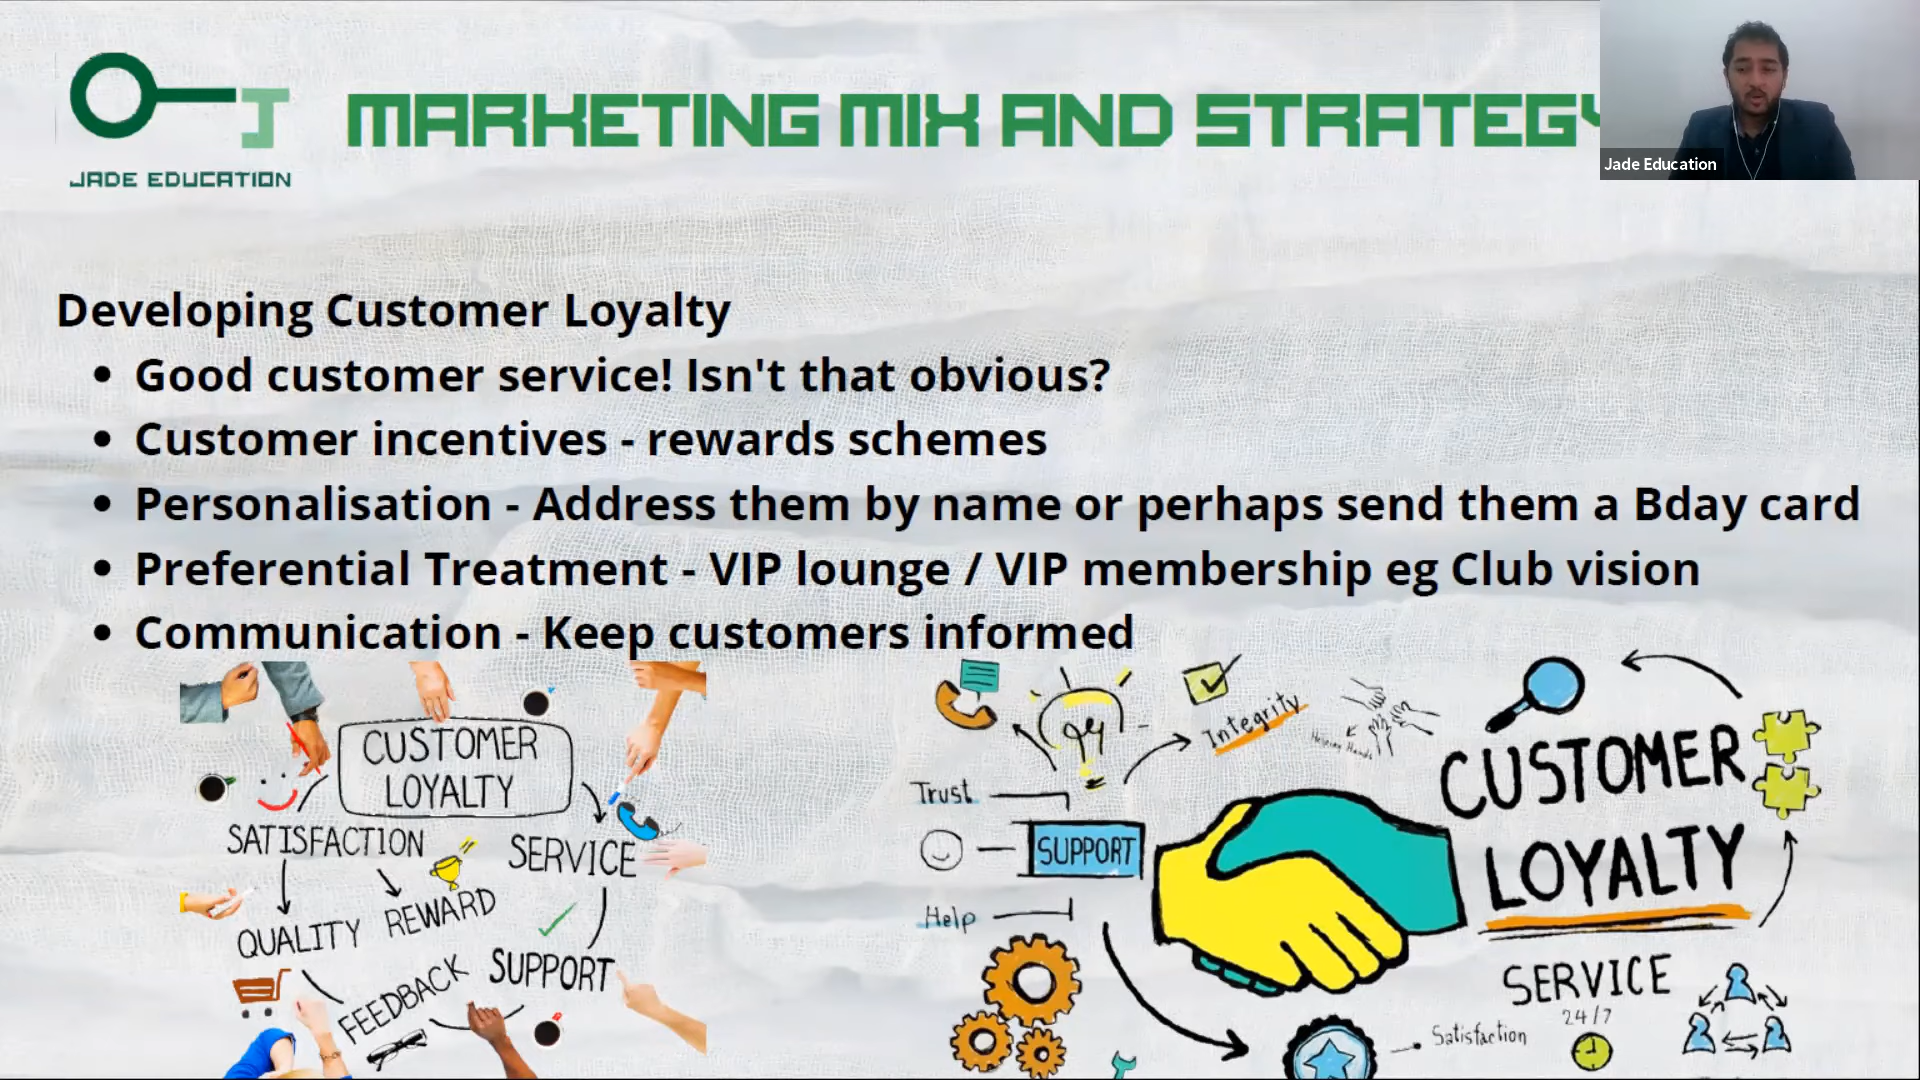 J
JADE EDUCATION
MARKETING MIX AND STRATEGY
Jade Education
Developing Customer Loyalty
• Good customer service! Isn't that obvious?
• Customer incentives - rewards schemes
• Personalisation - Address them by name or perhaps send them a Bday card
• Preferential Treatment - VIP lounge / VIP membership eg Club vision
• Communication - Keep customers informed
CUSTOMER
LOYALTY
SATISFACTION
SERVICE
QUALITY
REWARD
FEEDBACK
SUPPORT
Integrity
Helping Hands
Trust
SUPPORT
Help
CUSTOMER
LOYALTY
SERVICE
24/7
Satisfaction